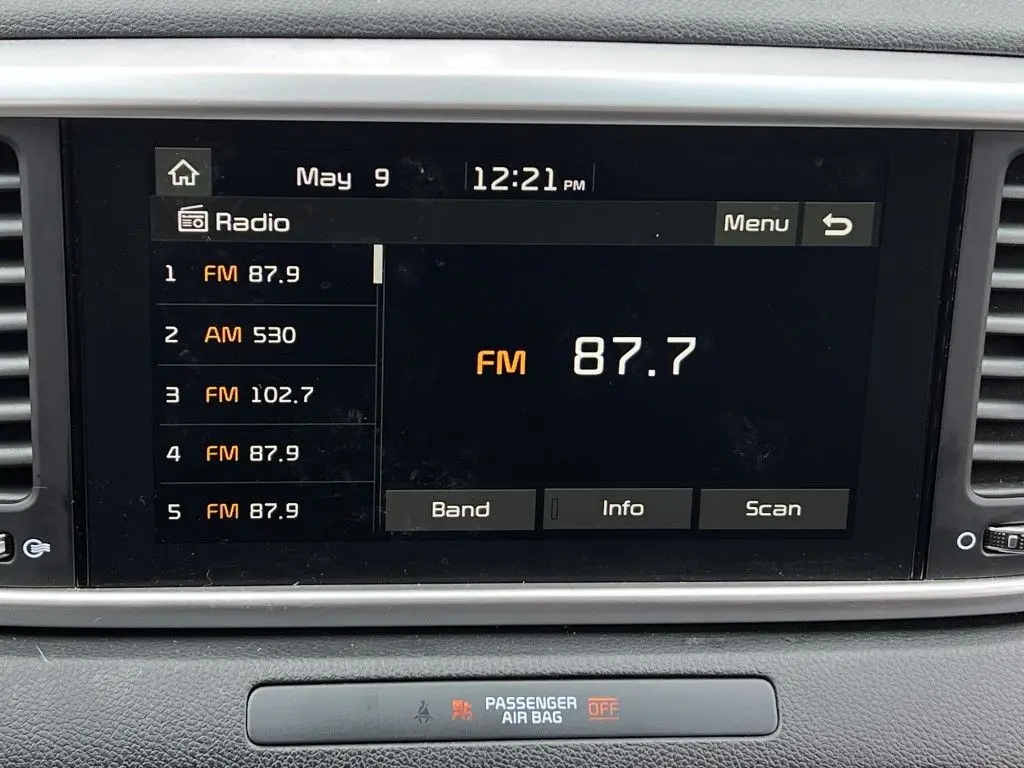 May 9 12:21 PM
Radio Menu
1 FM 87.9
2 AM 530
3 FM 102.7
4 FM 87.9
5 FM 87.9
FM 87.7
Band Info Scan
PASSENGER
AIR BAG OFF